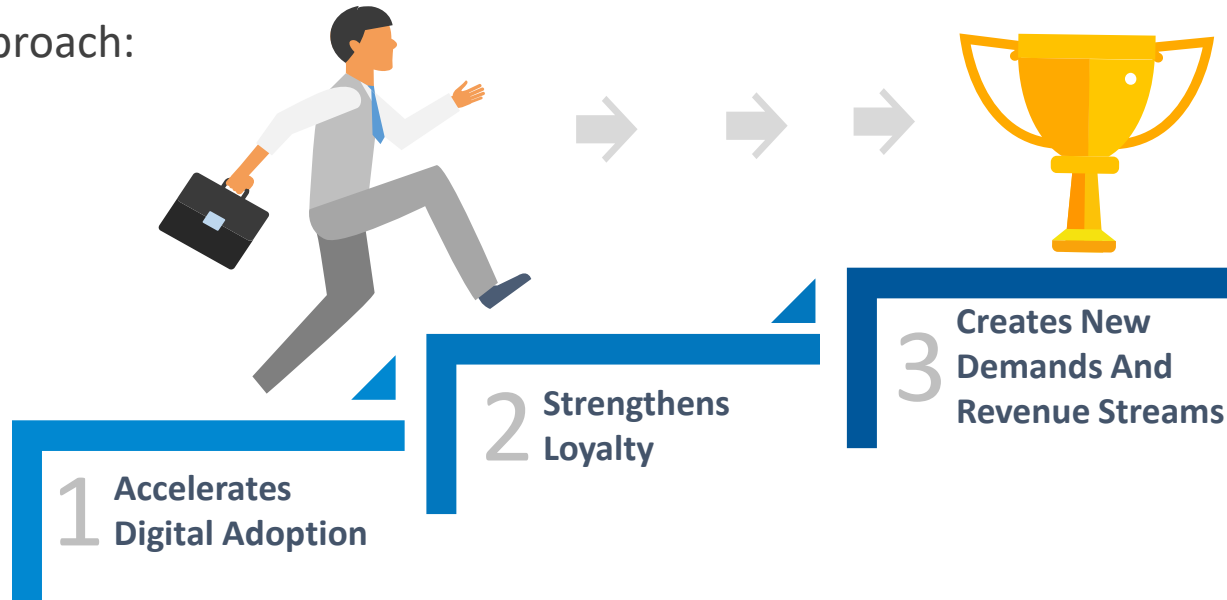 proach:
1
Accelerates
Digital Adoption
2
Strengthens
Loyalty
3
Creates New
Demands And
Revenue Streams